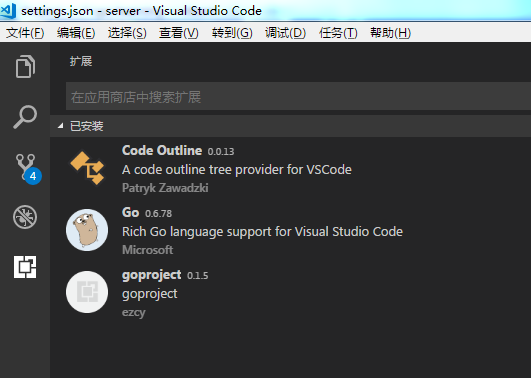 settings.json - server - Visual Studio Code
文件(F) 编辑(E) 选择(S) 查看(V) 转到(G) 调试(D) 任务(T) 帮助(H)
扩展
在应用商店中搜索扩展
已安装
Code Outline 0.0.13
A code outline tree provider for VSCode
Patryk Zawadzki
4
Go 0.6.78
Rich Go language support for Visual Studio Code
Microsoft
goproject 0.1.5
goproject
ezcy